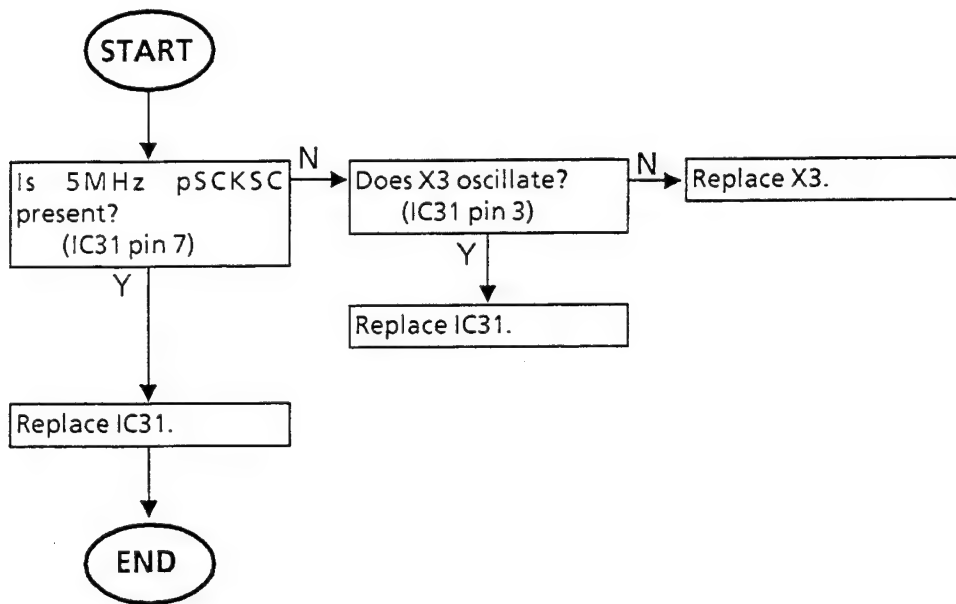 START
Is 5MHz pSCKSC
present?
(IC31 pin 7)
N
Does X3 oscillate?
(IC31 pin 3)
N
Replace X3.
Y
Y
Replace IC31.
Replace IC31.
END